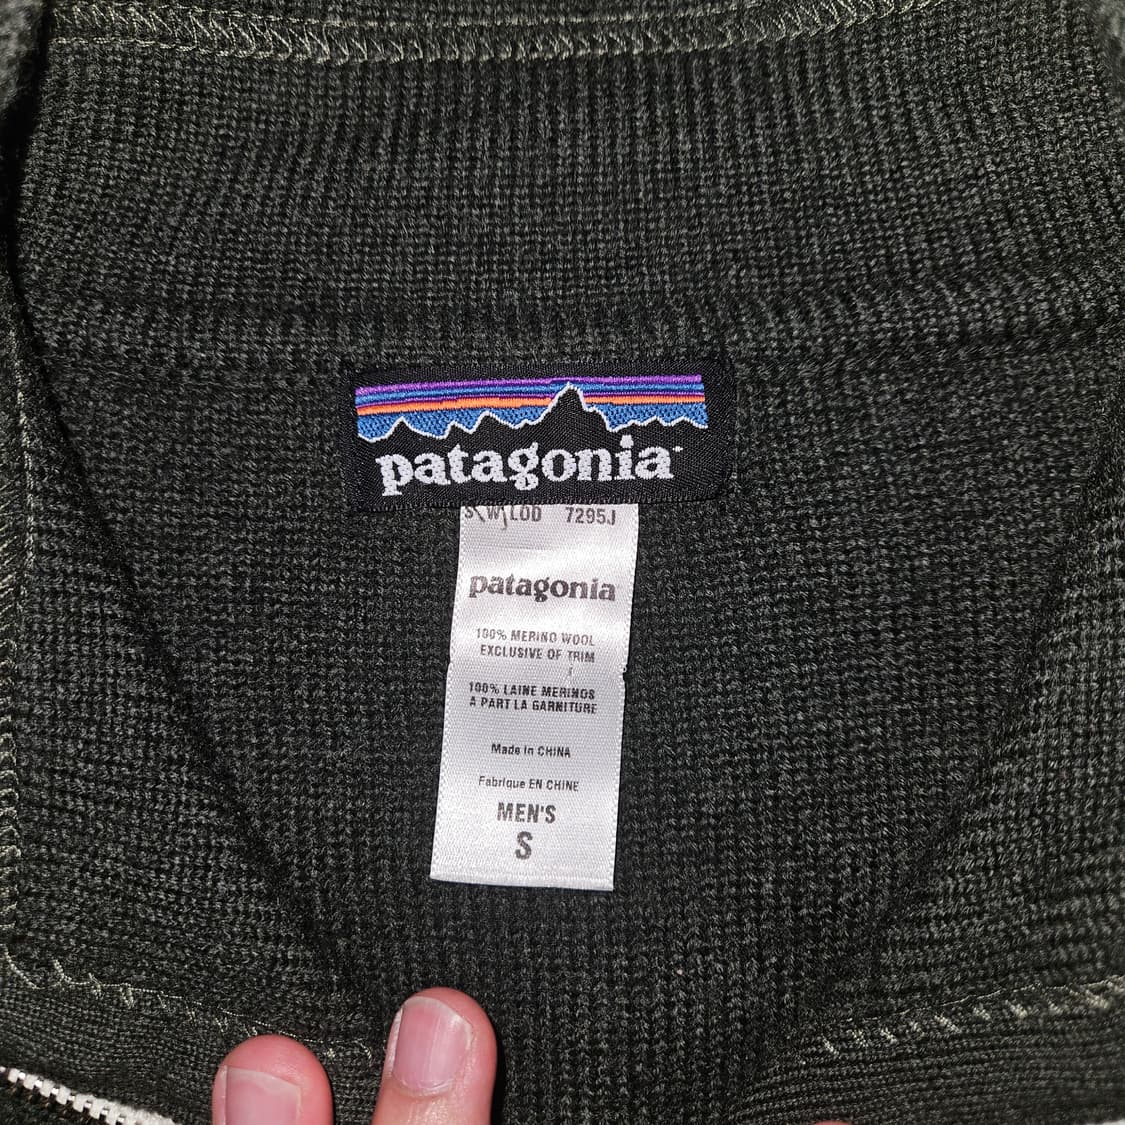 patagonia
7295J
patagonia
100% MERINO WOOL
EXCLUSIVE OF TRIM
100% LAINE MERINOS
A PART LA GARNITURE
Made in CHINA
Fabrique EN CHINE
MEN'S
S